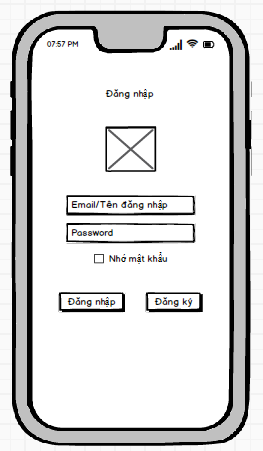 07:57 PM
Đăng nhập
Email/Tên đăng nhập
Password
Nhớ mật khẩu
Đăng nhập Đăng ký